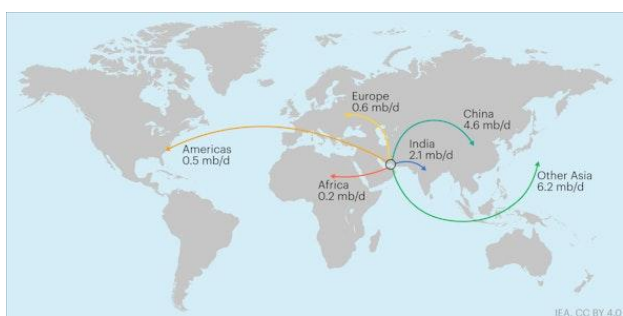 Europe
0.6 mb/d
China
4.6 mb/d
Americas
0.5 mb/d
India
2.1 mb/d
Africa
0.2 mb/d
Other Asia
6.2 mb/d
IEA, CC BY 4.0